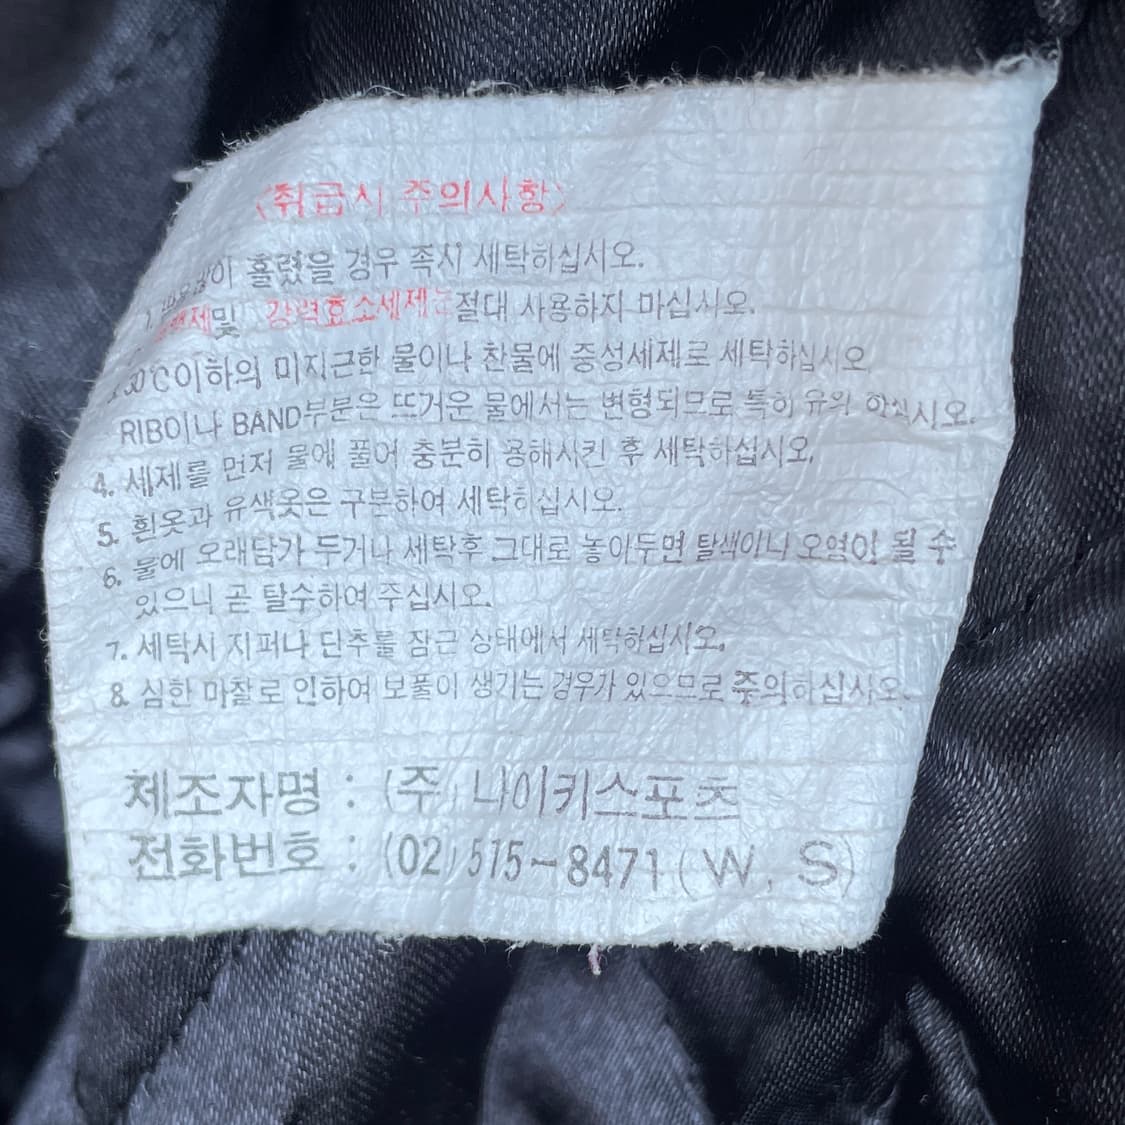 〈취급시 주의사항〉
1. 홀렸을 경우 즉시 세탁하십시오.
및 강력효소세제는 절대 사용하지 마십시오.
30℃이하의 미지근한 물이나 찬물에 중성세제로 세탁하십시오.
RIB이나 BAND부분은 뜨거운 물에서는 변형되므로 특히 유의 하십시오.
4. 세제를 먼저 물에 풀어 충분히 용해시킨 후 세탁하십시오.
5. 흰옷과 유색옷은 구분하여 세탁하십시오.
6. 물에 오래담가 두거나 세탁후 그대로 놓아두면 탈색이나 오염이 될 수
있으니 곧 탈수하여 주십시오.
7. 세탁시 지퍼나 단추를 잠근 상태에서 세탁하십시오.
8. 심한 마찰로 인하여 보풀이 생기는 경우가 있으므로 주의하십시오.
체조자명 : (주) 나이키스포츠
전화번호 : (02) 515-8471 ( W, S )